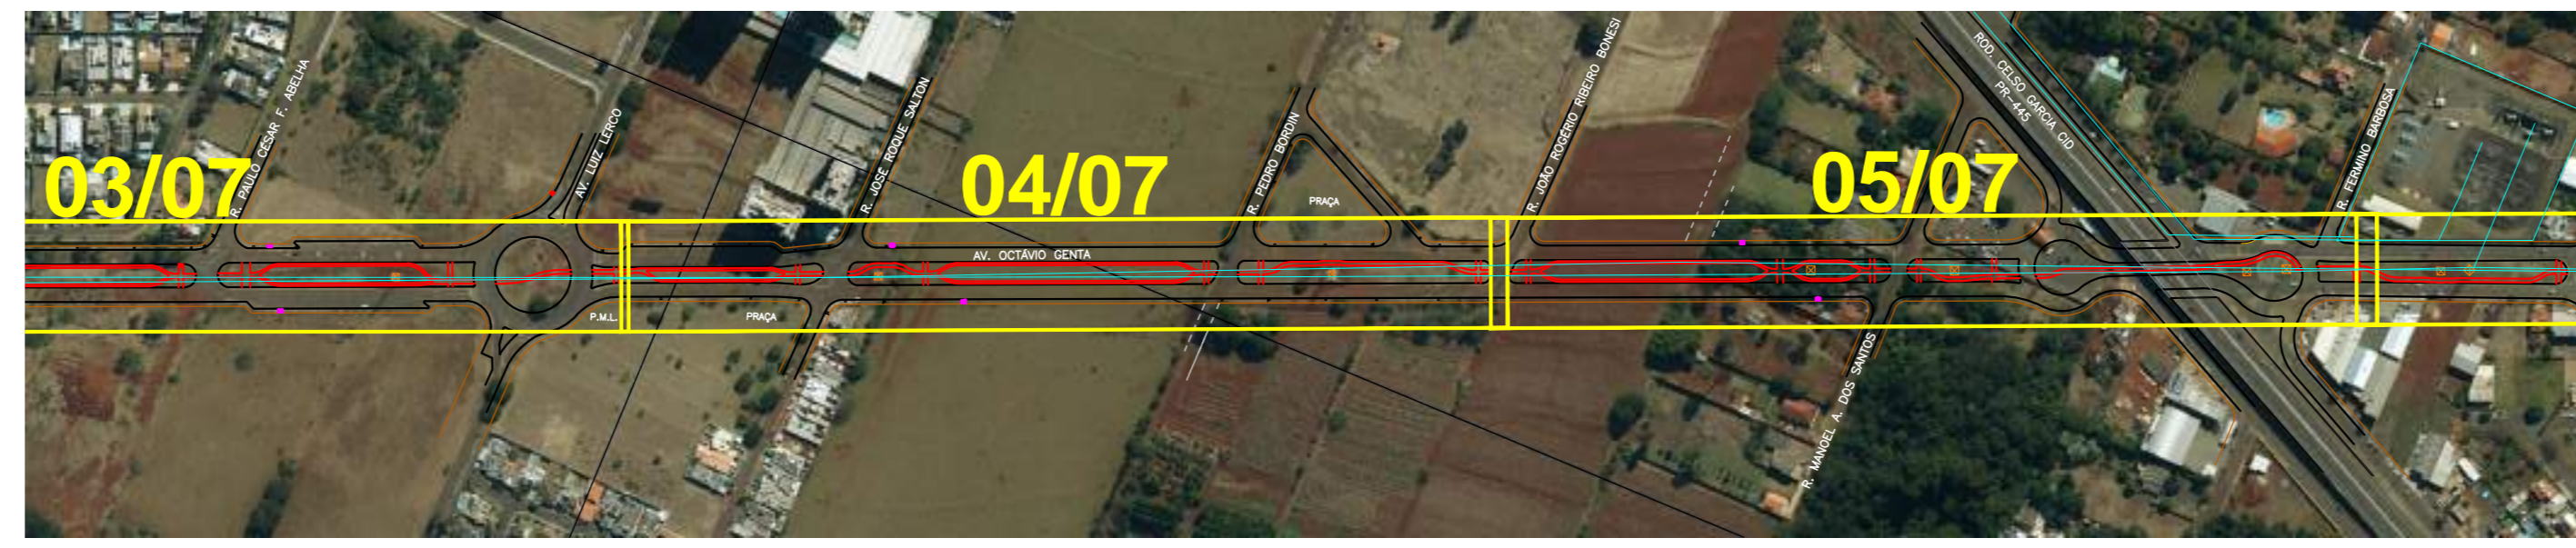 03/07
R. PAULO CÉSAR F. ABELHA
AV. LUIZ LERCO
R. JOSÉ ROQUE SALTON
04/07
R. PEDRO BORDIN
PRAÇA
R. JOÃO ROGÉRIO RIBEIRO BONESI
05/07
ROD. CELSO GARCIA CID
PR-445
R. FERMINO BARBOSA
AV. OCTÁVIO GENTA
P.M.L.
PRAÇA
R. MANOEL A. DOS SANTOS